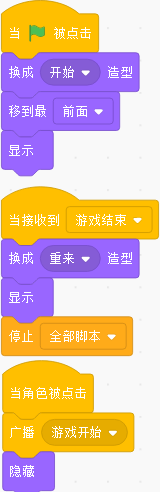 当 被点击
换成 开始 造型
移到最 前面
显示
当接收到 游戏结束
换成 重来 造型
显示
停止 全部脚本
当角色被点击
广播 游戏开始
隐藏